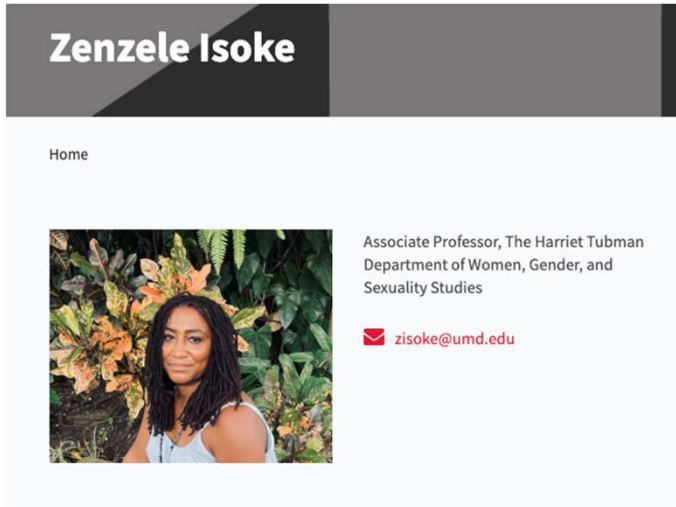 Zenzele Isoke
Home
Associate Professor, The Harriet Tubman
Department of Women, Gender, and
Sexuality Studies
zisoke@umd.edu